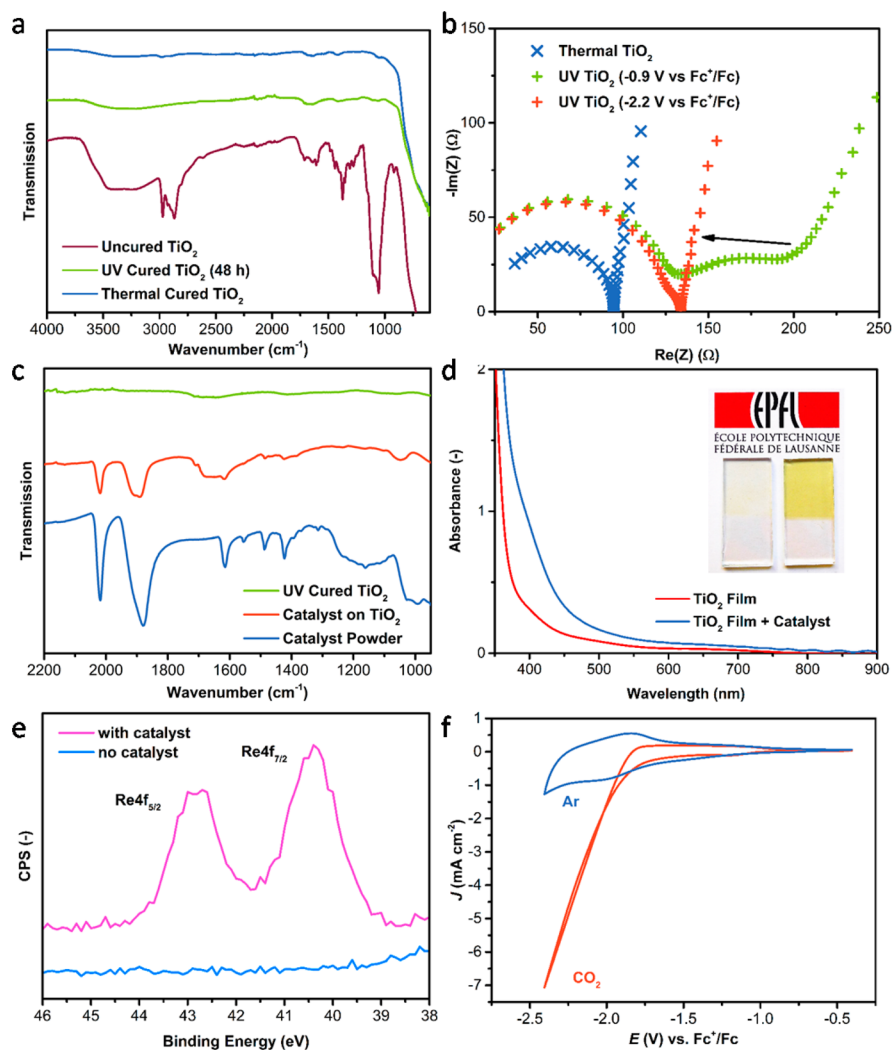 a
Transmission
Uncured TiO2
UV Cured TiO2 (48 h)
Thermal Cured TiO2
4000 3000 2000 1000
Wavenumber (cm-1)
b
-Im(Z) (Ω)
150
100
50
0
Thermal TiO2
UV TiO2 (-0.9 V vs Fc+/Fc)
UV TiO2 (-2.2 V vs Fc+/Fc)
50 100 150 200 250
Re(Z) (Ω)
c
Transmission
UV Cured TiO2
Catalyst on TiO2
Catalyst Powder
2200 2000 1800 1600 1400 1200 1000
Wavenumber (cm-1)
d
Absorbance (-)
2
1
0
EPFL
ÉCOLE POLYTECHNIQUE
FÉDÉRALE DE LAUSANNE
TiO2 Film
TiO2 Film + Catalyst
400 500 600 700 800 900
Wavelength (nm)
e
CPS (-)
with catalyst
no catalyst
Re4f7/2
Re4f5/2
46 45 44 43 42 41 40 39 38
Binding Energy (eV)
f
J (mA cm-2)
1
0
-1
-2
-3
-4
-5
-6
-7
Ar
CO2
-2.5 -2.0 -1.5 -1.0 -0.5
E (V) vs. Fc+/Fc